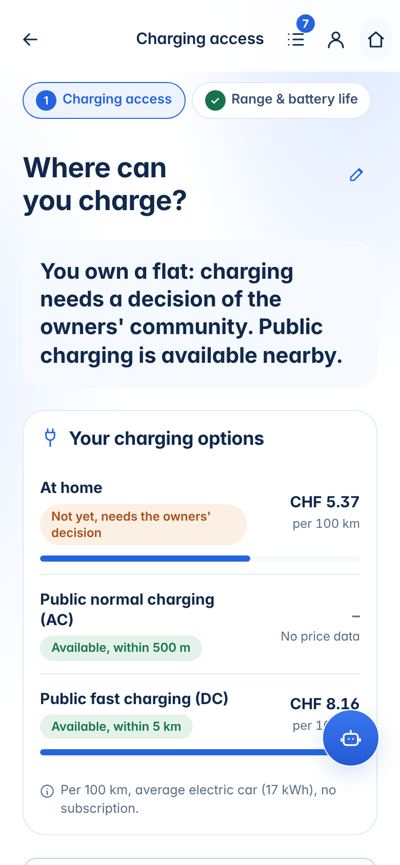 Charging access
7
1 Charging access
Range & battery life
Where can
you charge?
You own a flat: charging
needs a decision of the
owners' community. Public
charging is available nearby.
Your charging options
At home
Not yet, needs the owners'
decision
CHF 5.37
per 100 km
Public normal charging
(AC)
Available, within 500 m
–
No price data
Public fast charging (DC)
Available, within 5 km
CHF 8.16
per
Per 100 km, average electric car (17 kWh), no
subscription.